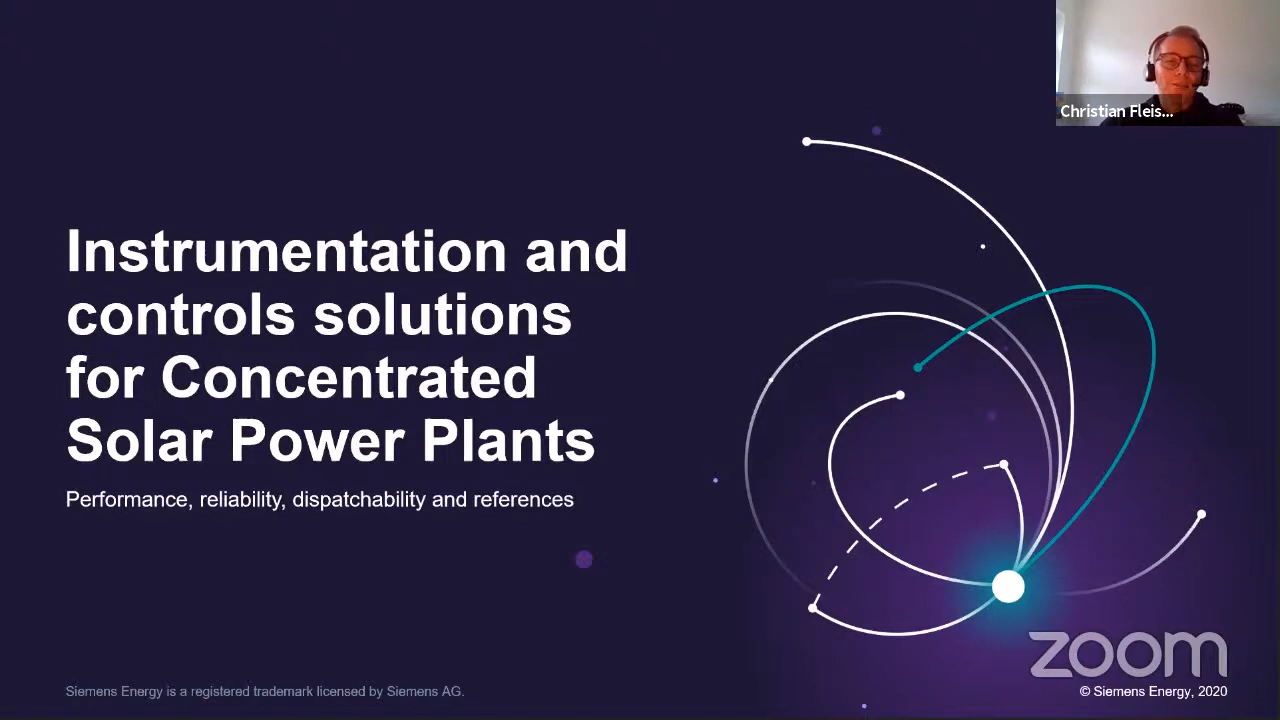 Christian Fleis...
Instrumentation and
controls solutions
for Concentrated
Solar Power Plants
Performance, reliability, dispatchability and references
zoom
Siemens Energy is a registered trademark licensed by Siemens AG.
© Siemens Energy, 2020